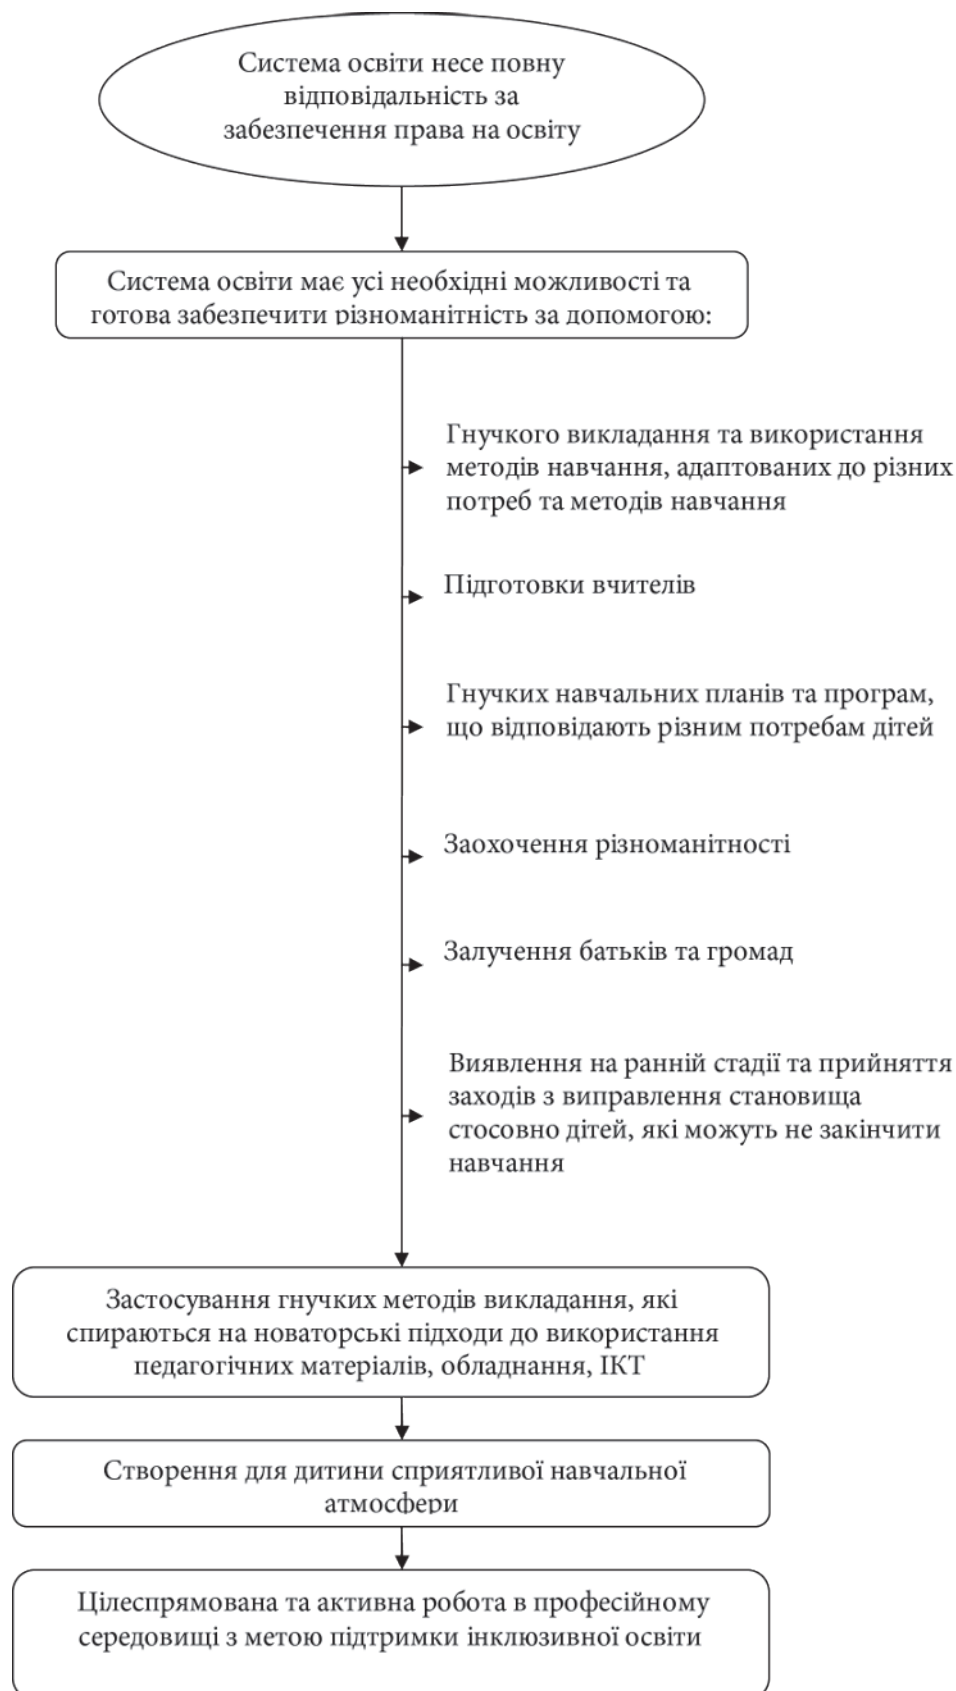 Система освіти несе повну
відповідальність за
забезпечення права на освіту
Система освіти має усі необхідні можливості та
готова забезпечити різноманітність за допомогою:
Гнучкого викладання та використання
методів навчання, адаптованих до різних
потреб та методів навчання
Підготовки вчителів
Гнучких навчальних планів та програм,
що відповідають різним потребам дітей
Заохочення різноманітності
Залучення батьків та громад
Виявлення на ранній стадії та прийняття
заходів з виправлення становища
стосовно дітей, які можуть не закінчити
навчання
Застосування гнучких методів викладання, які
спираються на новаторські підходи до використання
педагогічних матеріалів, обладнання, ІКТ
Створення для дитини сприятливої навчальної
атмосфери
Цілеспрямована та активна робота в професійному
середовищі з метою підтримки інклюзивної освіти